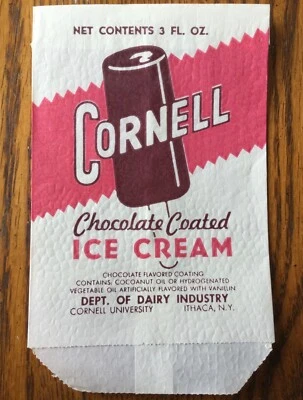 NET CONTENTS 3 FL. OZ.
CORNELL
Chocolate Coated
ICE CREAM
CHOCOLATE FLAVORED COATING
CONTAINS: COCOANUT OIL OR HYDROGENATED
VEGETABLE OIL ARTIFICIALLY FLAVORED WITH VANILLIN
DEPT. OF DAIRY INDUSTRY
CORNELL UNIVERSITY ITHACA, N.Y.